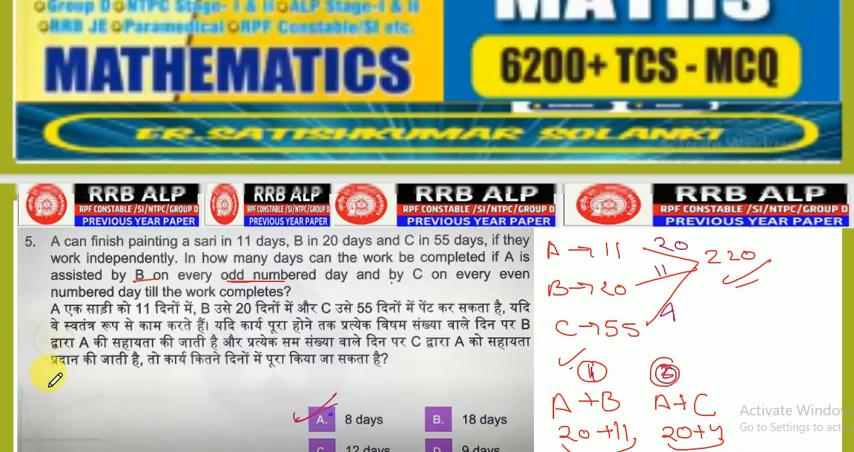 Group D NTPC Stage- I & II ALP Stage-I & II
RRB JE Paramedical RPF Constable/SI etc.
MATHEMATICS
MATHS
6200+ TCS - MCQ
ER.SATISHKUMAR SOLANKI
RRB ALP
RPF CONSTABLE /SI/NTPC/GROUP D
PREVIOUS YEAR PAPER
RRB ALP
RPF CONSTABLE /SI/NTPC/GROUP D
PREVIOUS YEAR PAPER
RRB ALP
RPF CONSTABLE /SI/NTPC/GROUP D
PREVIOUS YEAR PAPER
RRB ALP
RPF CONSTABLE /SI/NTPC/GROUP D
PREVIOUS YEAR PAPER
5. A can finish painting a sari in 11 days, B in 20 days and C in 55 days, if they
work independently. In how many days can the work be completed if A is
assisted by B on every odd numbered day and by C on every even
numbered day till the work completes?
A एक साड़ी को 11 दिनों में, B उसे 20 दिनों में और C उसे 55 दिनों में पेंट कर सकता है, यदि
वे स्वतंत्र रूप से काम करते हैं। यदि कार्य पूरा होने तक प्रत्येक विषम संख्या वाले दिन पर B
द्वारा A की सहायता की जाती है और प्रत्येक सम संख्या वाले दिन पर C द्वारा A को सहायता
प्रदान की जाती है, तो कार्य कितने दिनों में पूरा किया जा सकता है?
A. 8 days
B. 18 days
C. 12 days
D. 9 days
A → 11 20 220
B → 20 11
C → 55 4
1 2
A+B A+C
20+11 20+4
Activate Window
Go to Settings to act